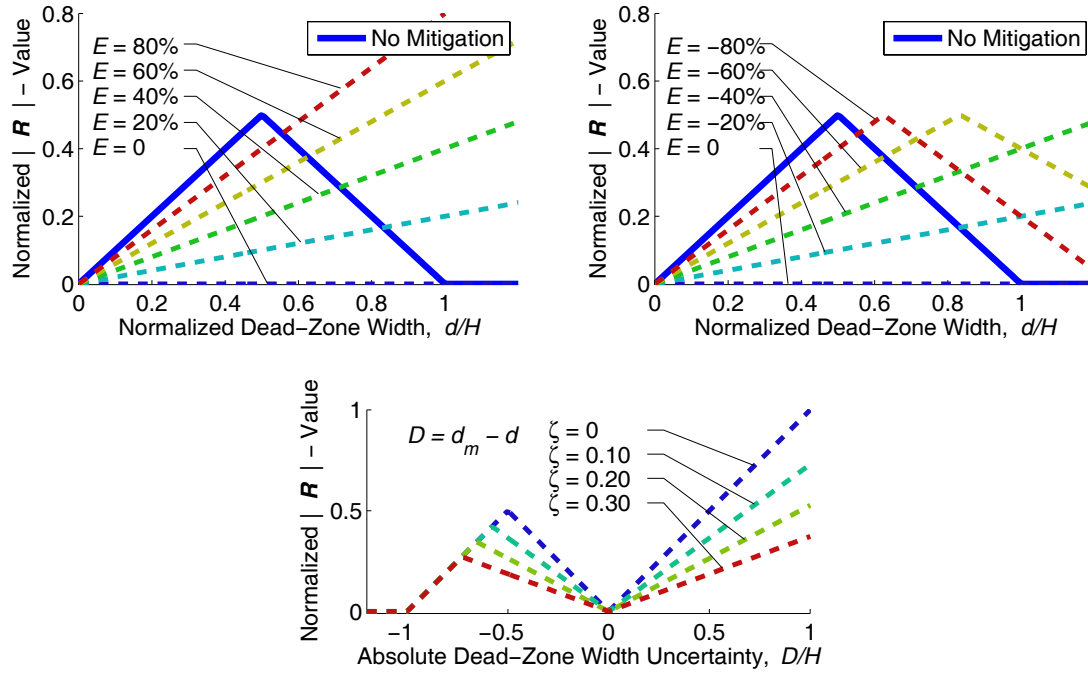 Normalized | R | – Value
0.8
0.6
0.4
0.2
0
E = 80%
E = 60%
E = 40%
E = 20%
E = 0
No Mitigation
0 0.2 0.4 0.6 0.8 1
Normalized Dead−Zone Width, d/H
Normalized | R | – Value
0.8
0.6
0.4
0.2
0
E = −80%
E = −60%
E = −40%
E = −20%
E = 0
No Mitigation
0 0.2 0.4 0.6 0.8 1
Normalized Dead−Zone Width, d/H
Normalized | R | – Value
1
0.5
0
D = d_m − d
ζ = 0
ζ = 0.10
ζ = 0.20
ζ = 0.30
−1 −0.5 0 0.5 1
Absolute Dead−Zone Width Uncertainty, D/H